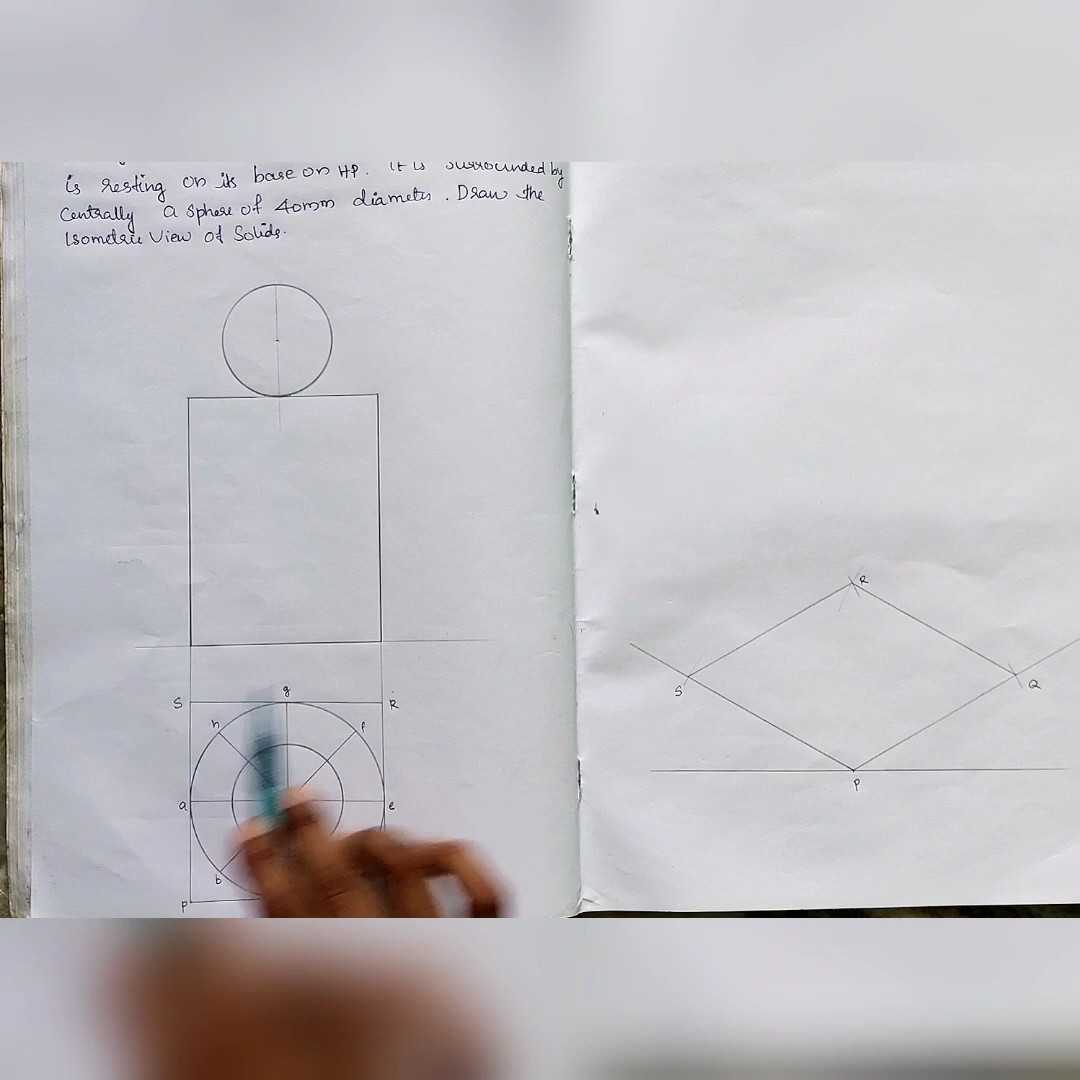 is resting on its base on HP. It is surrounded by
Centrally a sphere of 40mm diameter. Draw the
Isometric View of Solids.
S g R
h f
a e
b
P
R
S Q
P